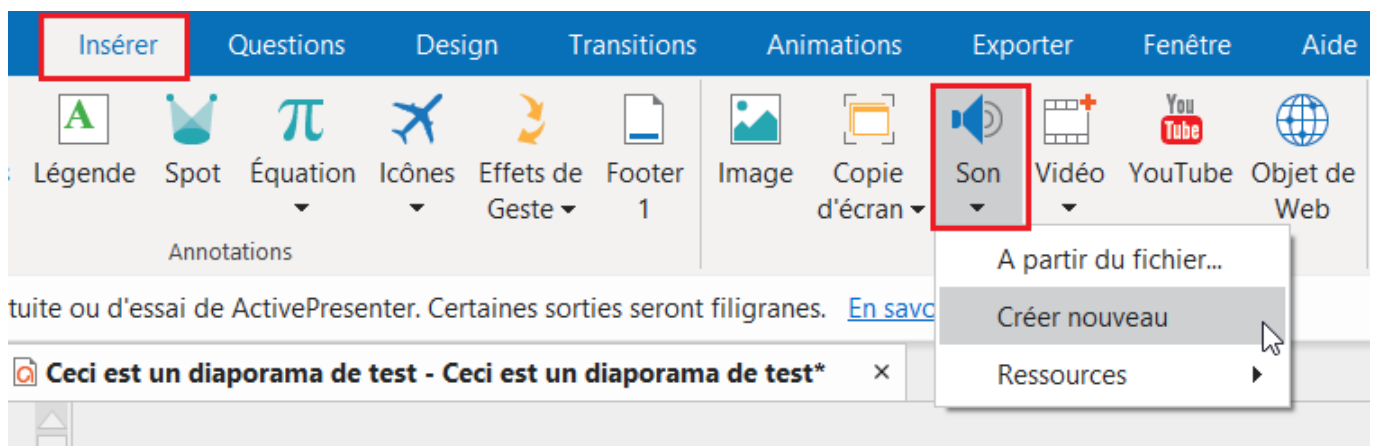 Insérer Questions Design Transitions Animations Exporter Fenêtre Aide
A π You Tube
Légende Spot Équation Icônes Effets de Footer Image Copie Son Vidéo YouTube Objet de
Geste 1 d'écran Web
Annotations
A partir du fichier...
tuite ou d'essai de ActivePresenter. Certaines sorties seront filigranes. En savo
Créer nouveau
Ceci est un diaporama de test - Ceci est un diaporama de test* ×
Ressources